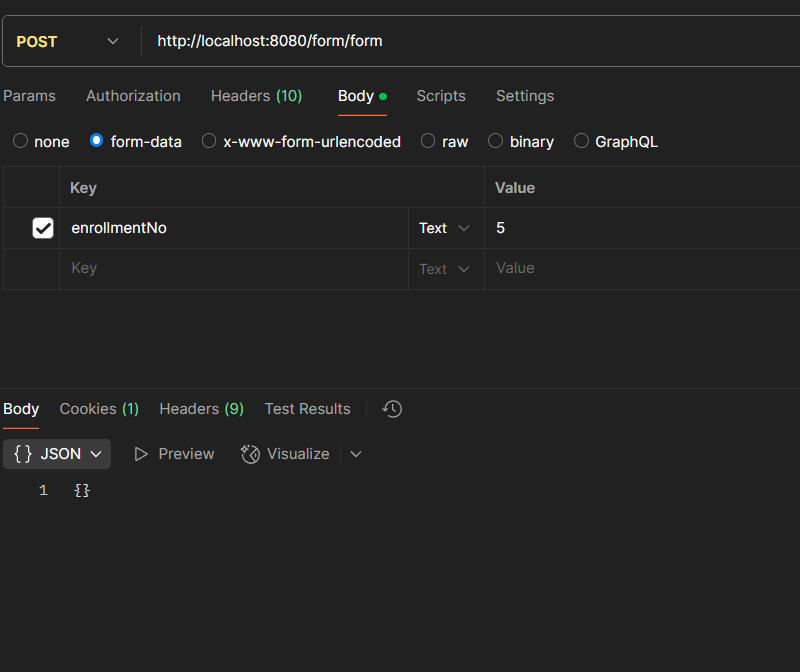 POST http://localhost:8080/form/form
Params Authorization Headers (10) Body Scripts Settings
none form-data x-www-form-urlencoded raw binary GraphQL
Key Value
enrollmentNo Text 5
Key Text Value
Body Cookies (1) Headers (9) Test Results
{} JSON Preview Visualize
1 {}